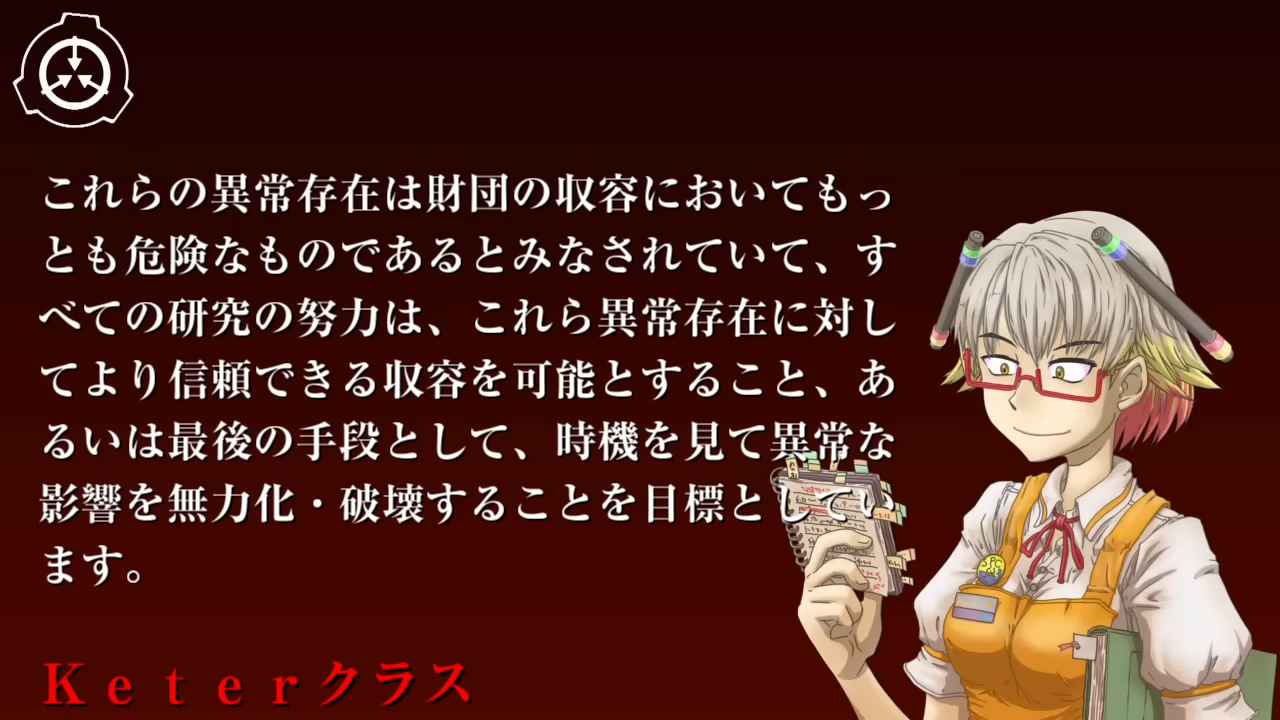 これらの異常存在は財団の収容においてもっ
とも危険なものであるとみなされていて、す
べての研究の努力は、これら異常存在に対し
てより信頼できる収容を可能とすること、あ
るいは最後の手段として、時機を見て異常な
影響を無力化・破壊することを目標としてい
ます。
Ｋｅｔｅｒクラス